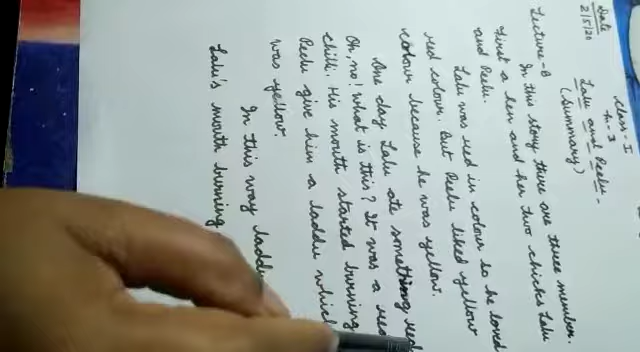 Date
2/5/20
Class-I
h-3
Lalu and Peelu-
(Summary)
Lecture-8
In this story there are three member.
First a hen and her two chicks Lalu
and Peelu.
Lalu was red in colour so he loved
red colour. But Peelu liked yellow
colour because he was yellow.
One day Lalu ate something red
Oh, no! what is this? It was a red
chilli. His mouth started burning
Peelu give him a laddu which
was yellow.
In this way laddu
Lalu's mouth burning